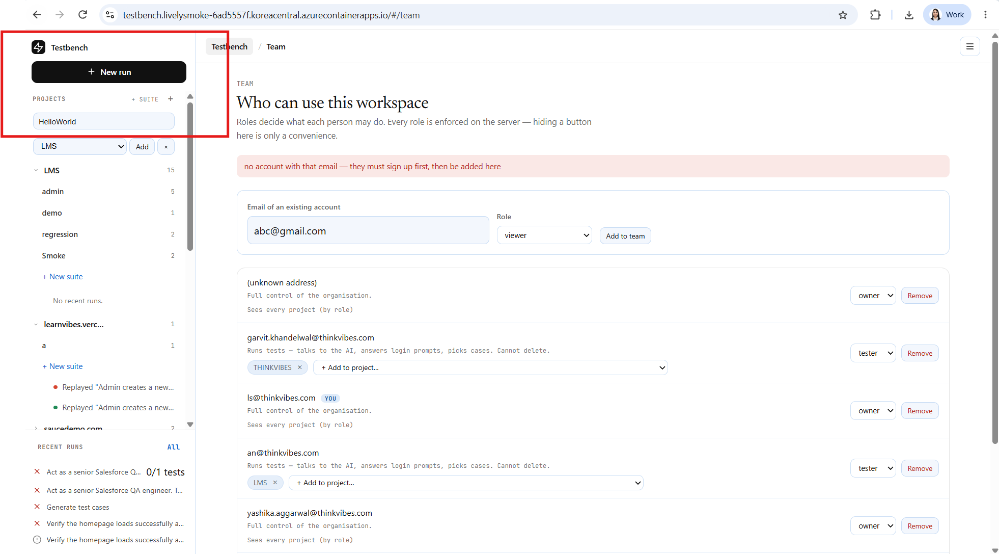 testbench.livelysmoke-6ad5557f.koreacentral.azurecontainerapps.io/#/team
Work
Testbench
+ New run
PROJECTS
+ SUITE +
HelloWorld
LMS
Add
×
LMS 15
admin 5
demo 1
regression 2
Smoke 2
+ New suite
No recent runs.
learnvibes.verc... 1
a 1
+ New suite
Replayed "Admin creates a new...
Replayed "Admin creates a new...
saucedemo.com 2
RECENT RUNS All
Act as a senior Salesforce Q... 0/1 tests
Act as a senior Salesforce QA engineer. T...
Generate test cases
Verify the homepage loads successfully a...
Verify the homepage loads successfully a...
Testbench / Team
TEAM
Who can use this workspace
Roles decide what each person may do. Every role is enforced on the server — hiding a button
here is only a convenience.
no account with that email — they must sign up first, then be added here
Email of an existing account
abc@gmail.com
Role
viewer
Add to team
(unknown address)
Full control of the organisation.
Sees every project (by role)
owner
Remove
garvit.khandelwal@thinkvibes.com
Runs tests — talks to the AI, answers login prompts, picks cases. Cannot delete.
THINKVIBES ×
+ Add to project...
tester
Remove
ls@thinkvibes.com YOU
Full control of the organisation.
Sees every project (by role)
owner
Remove
an@thinkvibes.com
Runs tests — talks to the AI, answers login prompts, picks cases. Cannot delete.
LMS ×
+ Add to project...
tester
Remove
yashika.aggarwal@thinkvibes.com
Full control of the organisation.
Sees every project (by role)
owner
Remove